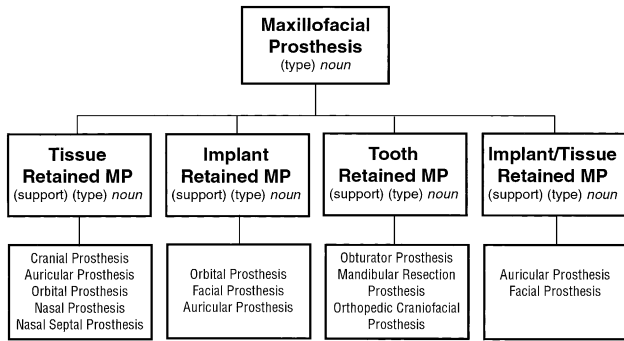 Maxillofacial
Prosthesis
(type) noun
Tissue
Retained MP
(support) (type) noun
Implant
Retained MP
(support) (type) noun
Tooth
Retained MP
(support) (type) noun
Implant/Tissue
Retained MP
(support) (type) noun
Cranial Prosthesis
Auricular Prosthesis
Orbital Prosthesis
Nasal Prosthesis
Nasal Septal Prosthesis
Orbital Prosthesis
Facial Prosthesis
Auricular Prosthesis
Obturator Prosthesis
Mandibular Resection
Prosthesis
Orthopedic Craniofacial
Prosthesis
Auricular Prosthesis
Facial Prosthesis